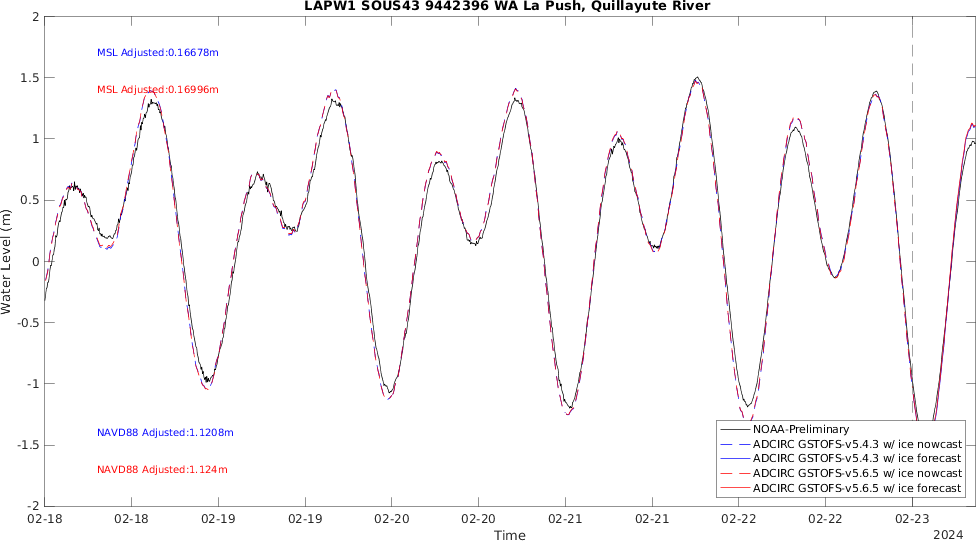 LAPW1 SOUS43 9442396 WA La Push, Quillayute River
2
1.5
1
0.5
0
-0.5
-1
-1.5
-2
Water Level (m)
MSL Adjusted:0.16678m
MSL Adjusted:0.16996m
NAVD88 Adjusted:1.1208m
NAVD88 Adjusted:1.124m
NOAA-Preliminary
ADCIRC GSTOFS-v5.4.3 w/ ice nowcast
ADCIRC GSTOFS-v5.4.3 w/ ice forecast
ADCIRC GSTOFS-v5.6.5 w/ ice nowcast
ADCIRC GSTOFS-v5.6.5 w/ ice forecast
02-18 02-18 02-19 02-19 02-20 02-20 02-21 02-21 02-22 02-22 02-23
Time
2024